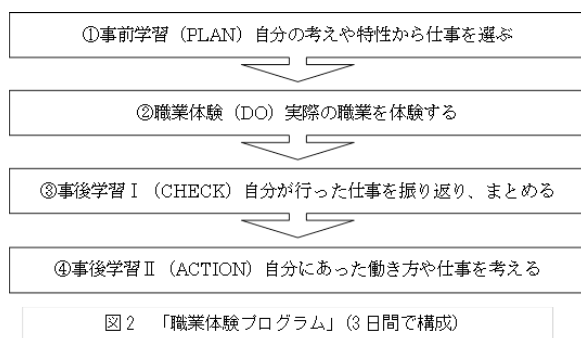 ①事前学習（PLAN）自分の考えや特性から仕事を選ぶ
②職業体験（DO）実際の職業を体験する
③事後学習Ⅰ（CHECK）自分が行った仕事を振り返り、まとめる
④事後学習Ⅱ（ACTION）自分にあった働き方や仕事を考える
図2　「職業体験プログラム」（3日間で構成）